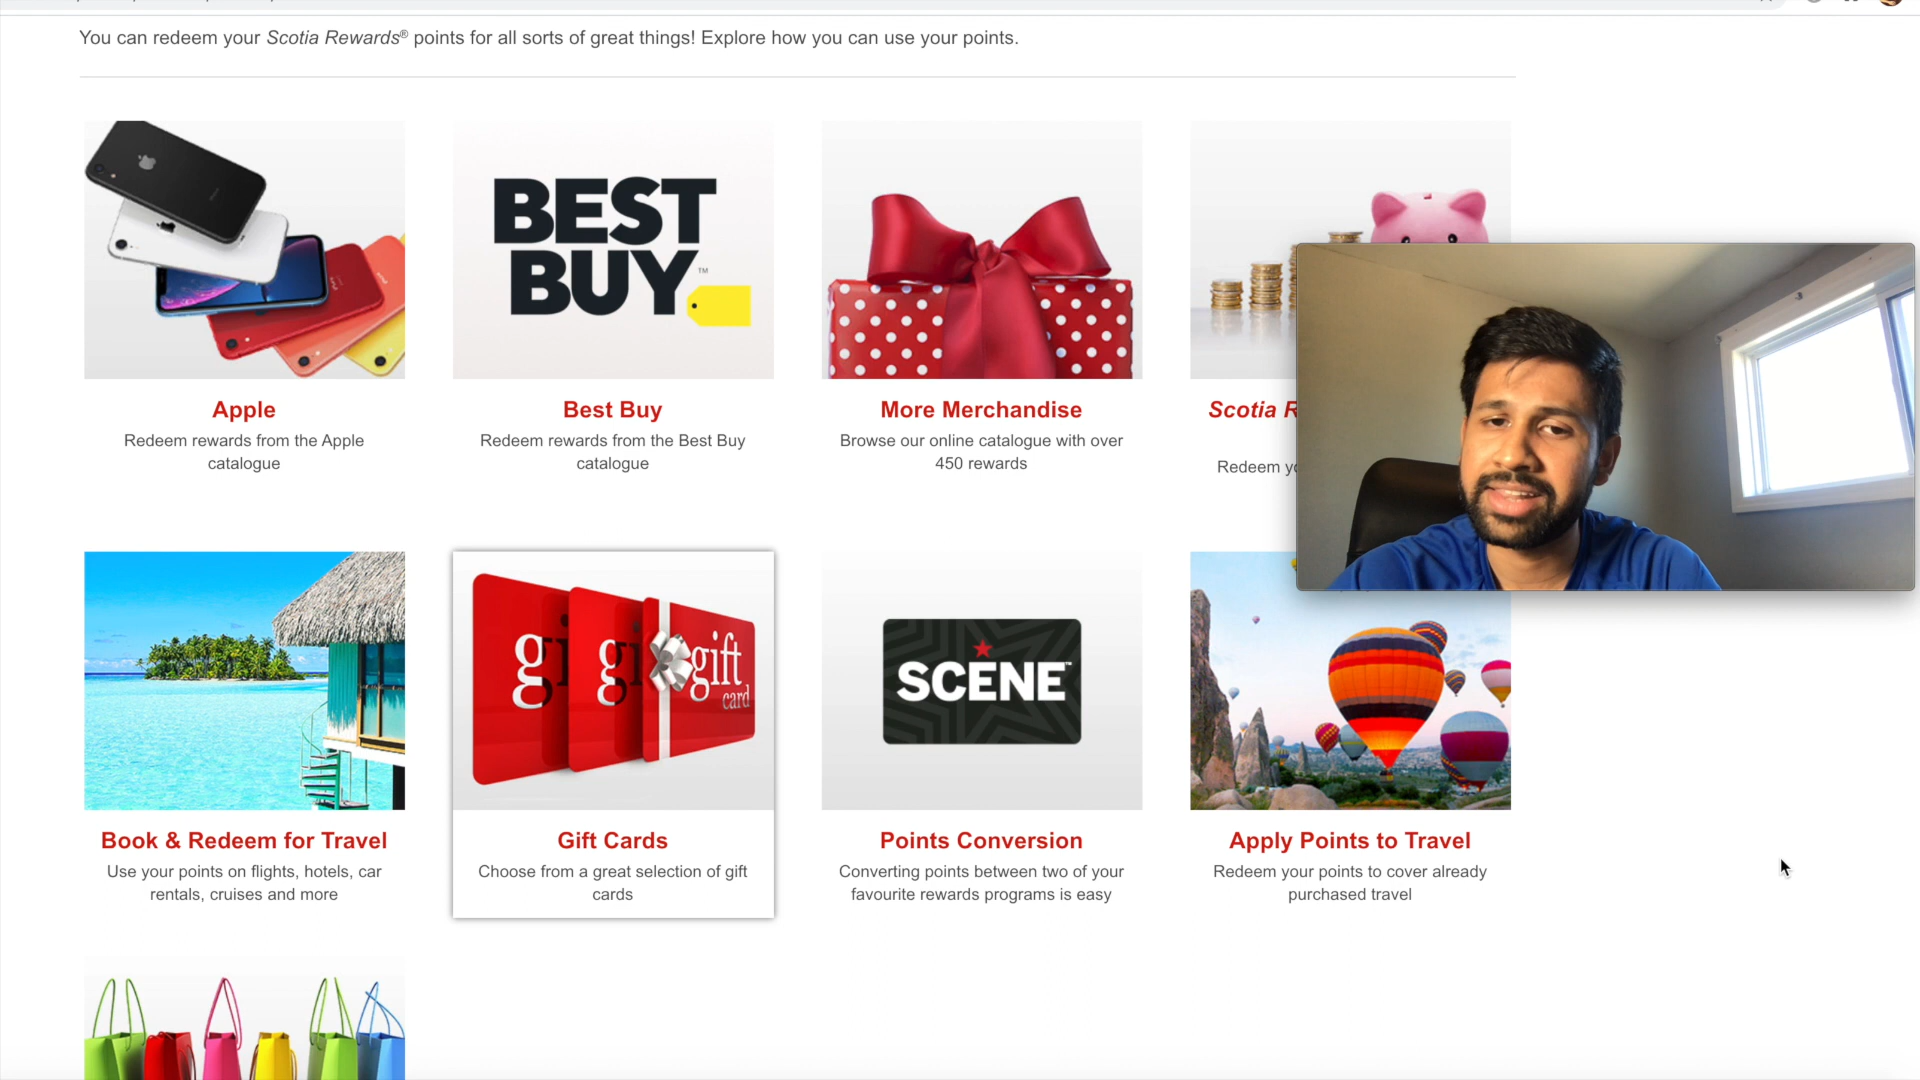 You can redeem your Scotia Rewards® points for all sorts of great things! Explore how you can use your points.
BEST
BUY™
Apple
Redeem rewards from the Apple
catalogue
Best Buy
Redeem rewards from the Best Buy
catalogue
More Merchandise
Browse our online catalogue with over
450 rewards
Scotia R
Redeem yo
gi
gi
gift
card
SCENE™
Book & Redeem for Travel
Use your points on flights, hotels, car
rentals, cruises and more
Gift Cards
Choose from a great selection of gift
cards
Points Conversion
Converting points between two of your
favourite rewards programs is easy
Apply Points to Travel
Redeem your points to cover already
purchased travel